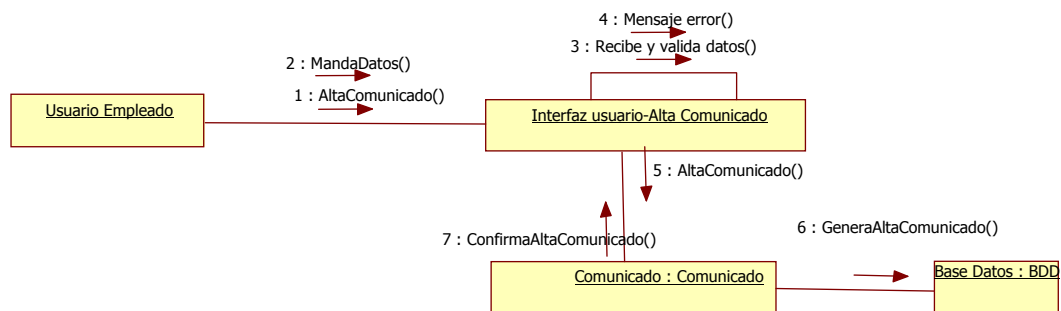 4 : Mensaje error()
3 : Recibe y valida datos()
2 : MandaDatos()
1 : AltaComunicado()
Usuario Empleado
Interfaz usuario-Alta Comunicado
5 : AltaComunicado()
7 : ConfirmaAltaComunicado()
6 : GeneraAltaComunicado()
Comunicado : Comunicado
Base Datos : BDD